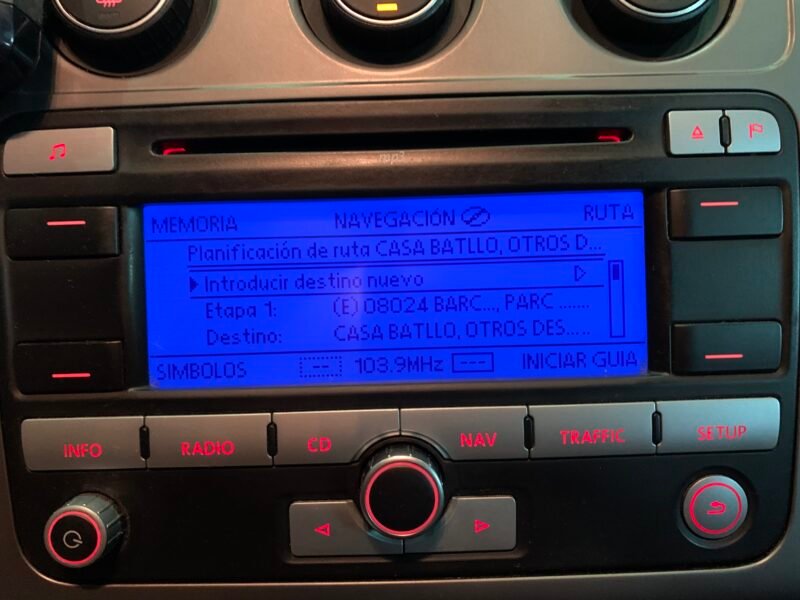 mp3
MEMORIA NAVEGACIÓN RUTA
Planificación de ruta CASA BATLLO, OTROS D...
Introducir destino nuevo
Etapa 1: (E) 08024 BARC..., PARC ......
Destino: CASA BATLLO, OTROS DES.....
SIMBOLOS -- 103.9MHz --- INICIAR GUIA
INFO RADIO CD NAV TRAFFIC SETUP